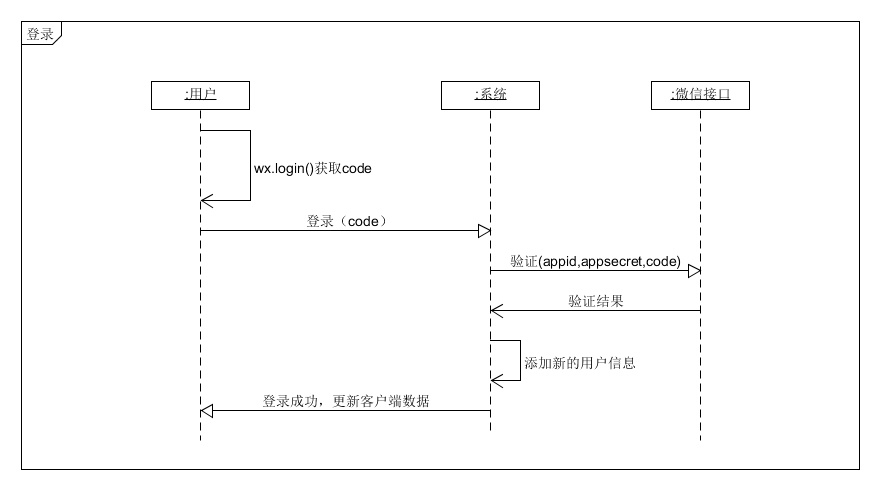 登录
:用户
:系统
:微信接口
wx.login()获取code
登录（code）
验证(appid,appsecret,code)
验证结果
添加新的用户信息
登录成功，更新客户端数据